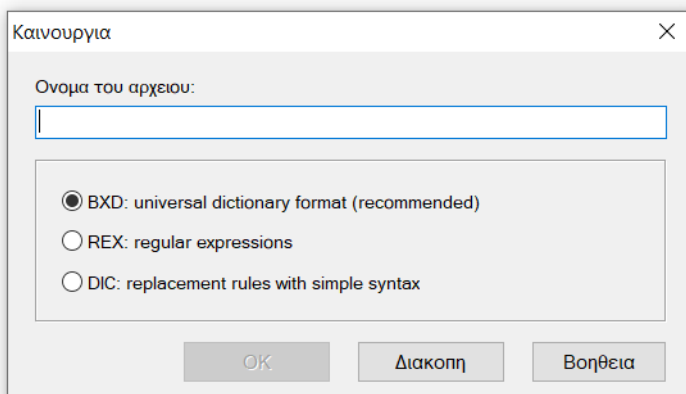 Καινουργια
Ονομα του αρχειου:
BXD: universal dictionary format (recommended)
REX: regular expressions
DIC: replacement rules with simple syntax
OK Διακοπη Βοηθεια